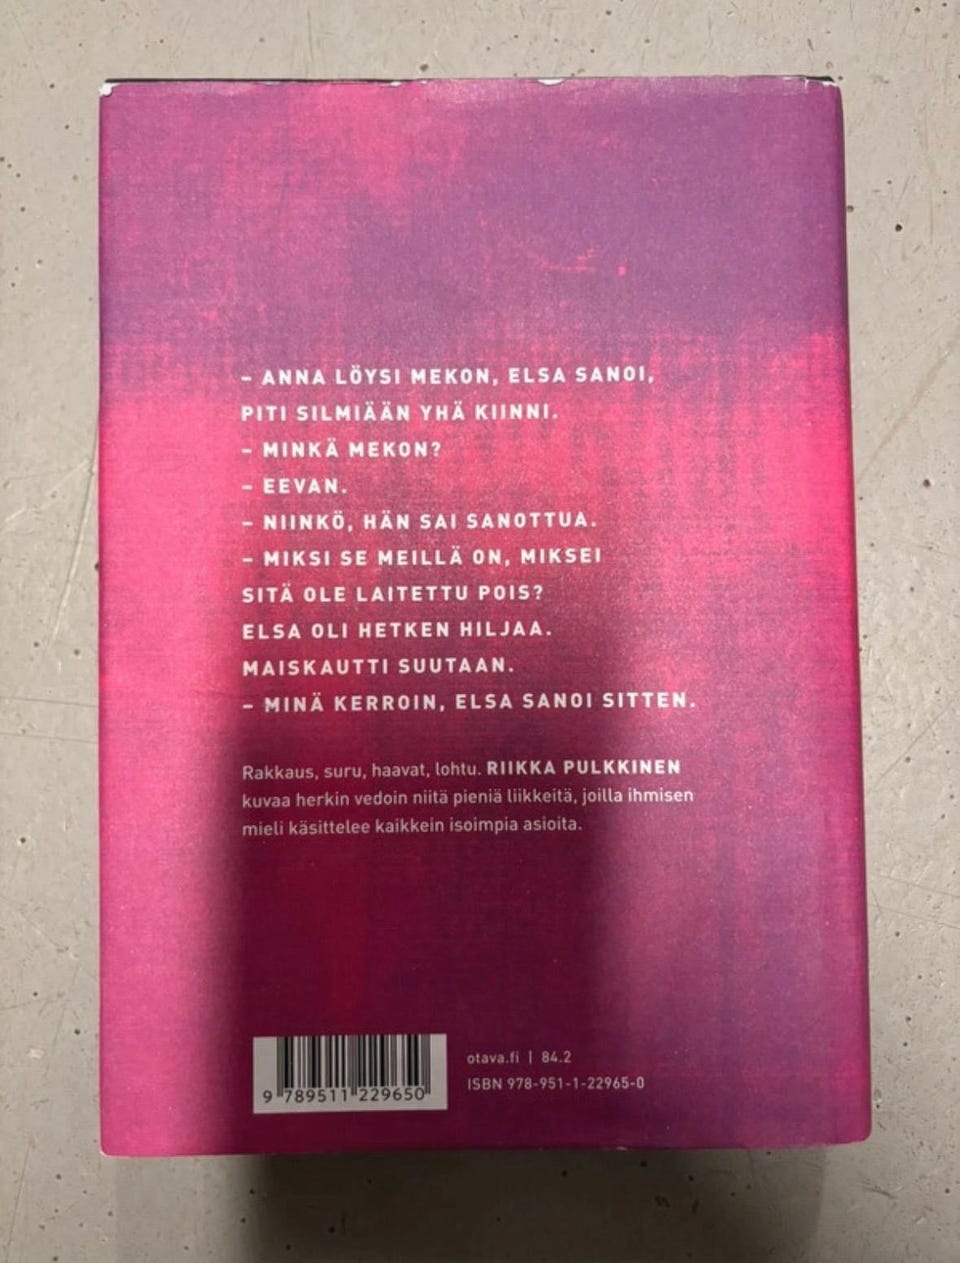 – ANNA LÖYSI MEKON, ELSA SANOI,
PITI SILMIÄÄN YHÄ KIINNI.
– MINKÄ MEKON?
– EEVAN.
– NIINKÖ, HÄN SAI SANOTTUA.
– MIKSI SE MEILLÄ ON, MIKSEI
SITÄ OLE LAITETTU POIS?
ELSA OLI HETKEN HILJAA.
MAISKAUTTI SUUTAAN.
– MINÄ KERROIN, ELSA SANOI SITTEN.
Rakkaus, suru, haavat, lohtu. RIIKKA PULKKINEN
kuvaa herkin vedoin niitä pieniä liikkeitä, joilla ihmisen
mieli käsittelee kaikkein isoimpia asioita.
otava.fi | 84.2
ISBN 978-951-1-22965-0
9 789511 229650